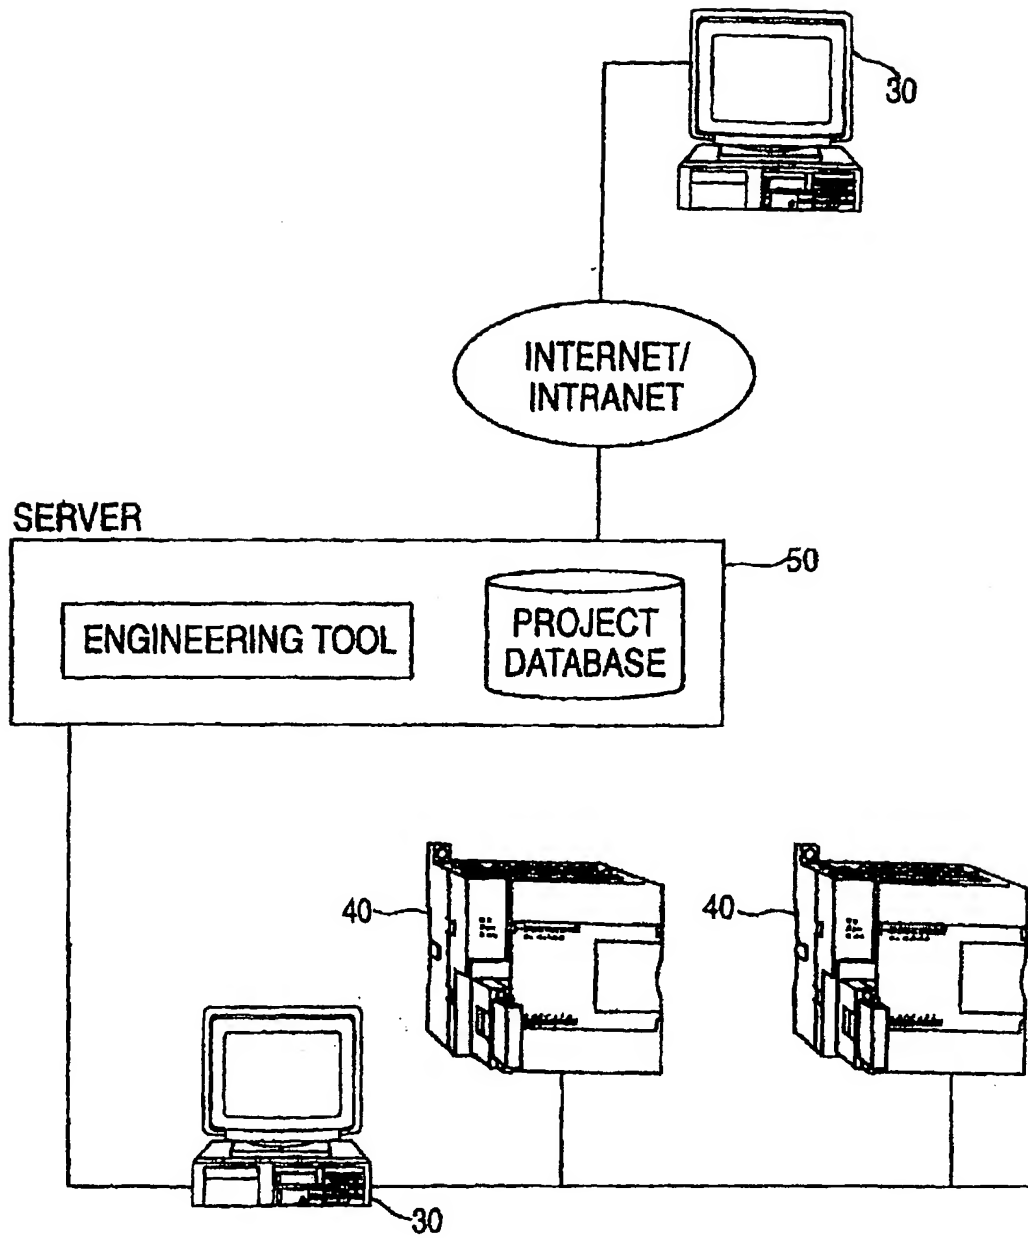 30
INTERNET/
INTRANET
SERVER
50
ENGINEERING TOOL
PROJECT
DATABASE
40
40
30